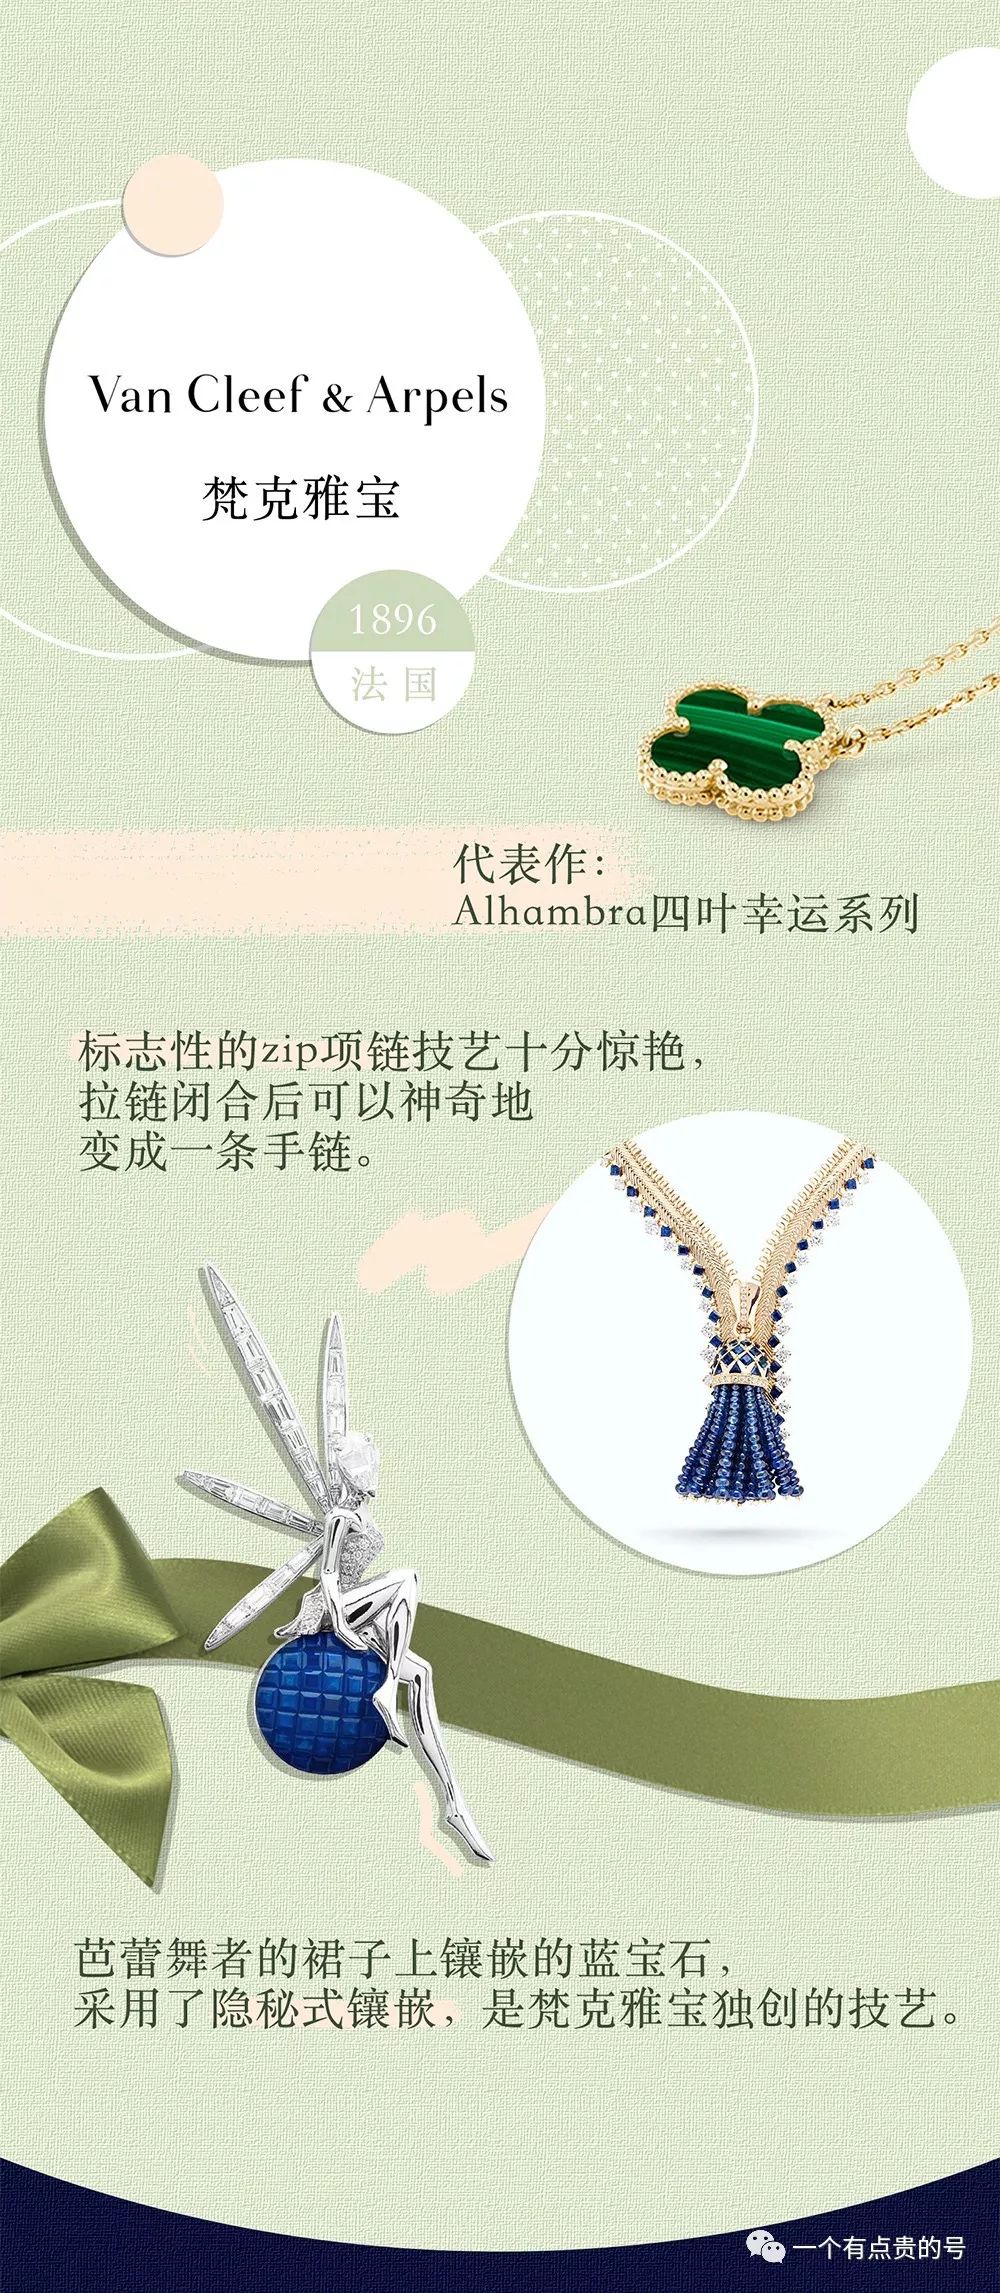 Van Cleef & Arpels
梵克雅宝
1896
法国
代表作：
Alhambra四叶幸运系列
标志性的zip项链技艺十分惊艳，
拉链闭合后可以神奇地
变成一条手链。
芭蕾舞者的裙子上镶嵌的蓝宝石，
采用了隐秘式镶嵌，是梵克雅宝独创的技艺。
一个有点贵的号